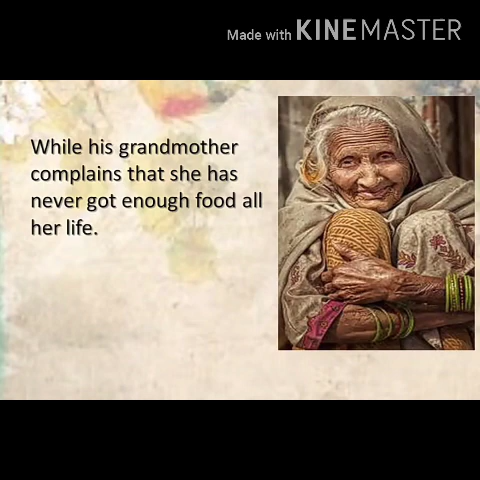 Made with KINEMASTER
While his grandmother
complains that she has
never got enough food all
her life.